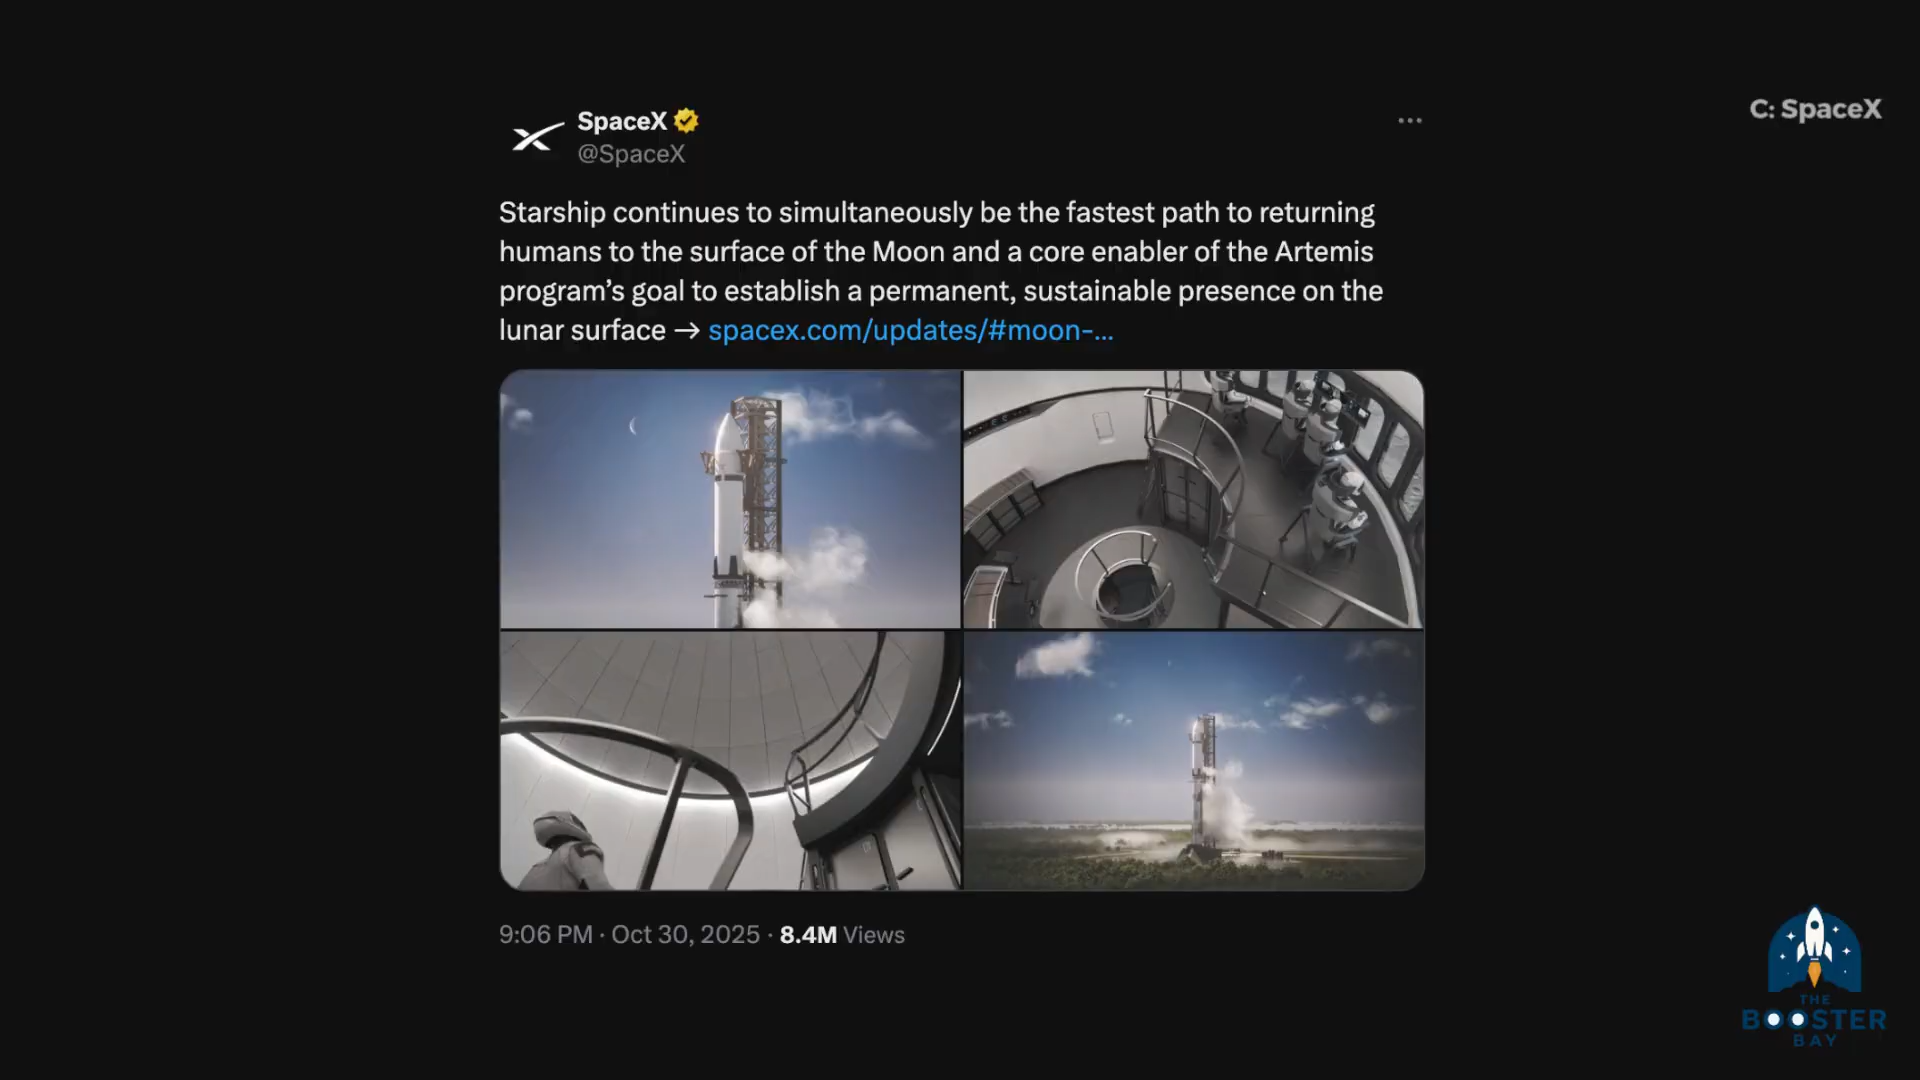 SpaceX
@SpaceX
C: SpaceX
Starship continues to simultaneously be the fastest path to returning
humans to the surface of the Moon and a core enabler of the Artemis
program’s goal to establish a permanent, sustainable presence on the
lunar surface → spacex.com/updates/#moon-...
9:06 PM · Oct 30, 2025 · 8.4M Views
THE
BOOSTER
BAY